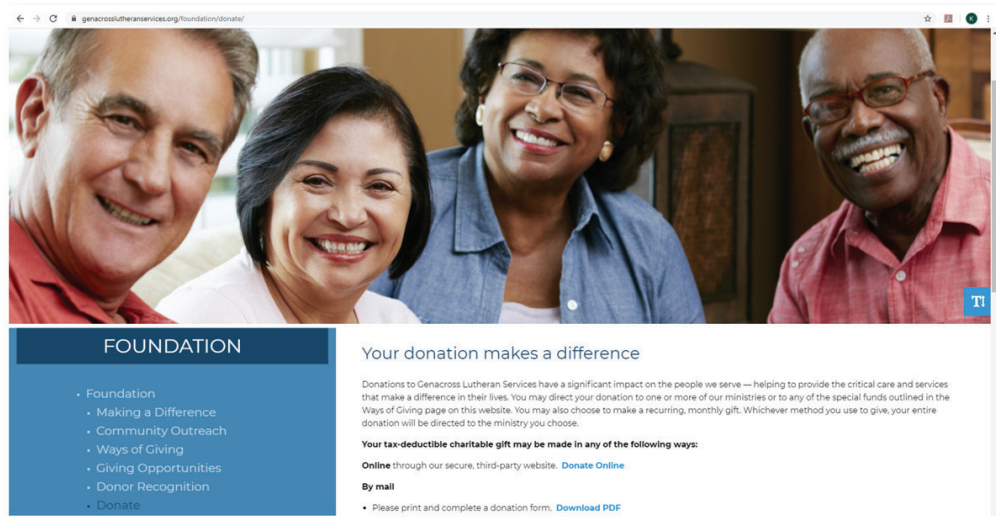 genacrosslutheranservices.org/foundation/donate/
K
TI
FOUNDATION
• Foundation
• Making a Difference
• Community Outreach
• Ways of Giving
• Giving Opportunities
• Donor Recognition
• Donate
Your donation makes a difference
Donations to Genacross Lutheran Services have a significant impact on the people we serve — helping to provide the critical care and services
that make a difference in their lives. You may direct your donation to one or more of our ministries or to any of the special funds outlined in the
Ways of Giving page on this website. You may also choose to make a recurring, monthly gift. Whichever method you use to give, your entire
donation will be directed to the ministry you choose.
Your tax-deductible charitable gift may be made in any of the following ways:
Online through our secure, third-party website. Donate Online
By mail
• Please print and complete a donation form. Download PDF